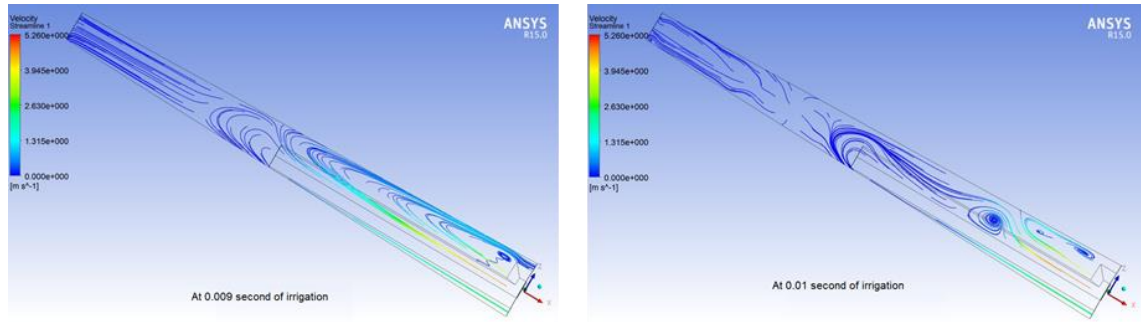 Velocity
Streamline 1
5.260e+000
3.945e+000
2.630e+000
1.315e+000
0.000e+000
[m s^-1]
ANSYS
R15.0
At 0.009 second of irrigation
Z
X
Velocity
Streamline 1
5.260e+000
3.945e+000
2.630e+000
1.315e+000
0.000e+000
[m s^-1]
ANSYS
R15.0
At 0.01 second of irrigation
Z
X